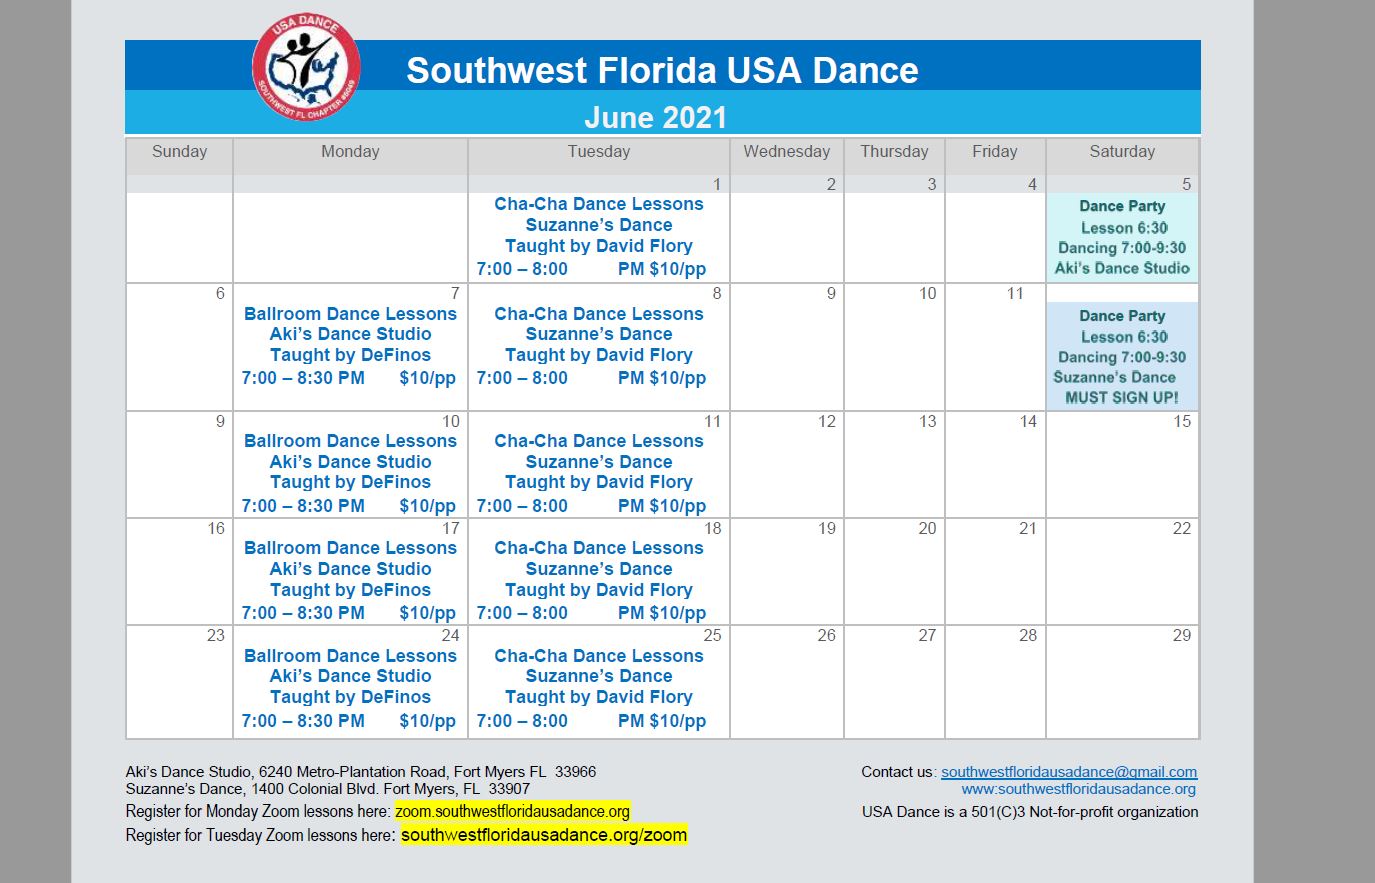 USA DANCE
SOUTHWEST FL CHAPTER #6049
Southwest Florida USA Dance
June 2021
Sunday Monday Tuesday Wednesday Thursday Friday Saturday
1 2 3 4 5
Cha-Cha Dance Lessons
Suzanne’s Dance
Taught by David Flory
7:00 – 8:00 PM $10/pp
Dance Party
Lesson 6:30
Dancing 7:00-9:30
Aki's Dance Studio
6 7 8 9 10 11
Ballroom Dance Lessons
Aki’s Dance Studio
Taught by DeFinos
7:00 – 8:30 PM $10/pp
Cha-Cha Dance Lessons
Suzanne’s Dance
Taught by David Flory
7:00 – 8:00 PM $10/pp
Dance Party
Lesson 6:30
Dancing 7:00-9:30
Suzanne's Dance
MUST SIGN UP!
9 10 11 12 13 14 15
Ballroom Dance Lessons
Aki’s Dance Studio
Taught by DeFinos
7:00 – 8:30 PM $10/pp
Cha-Cha Dance Lessons
Suzanne’s Dance
Taught by David Flory
7:00 – 8:00 PM $10/pp
16 17 18 19 20 21 22
Ballroom Dance Lessons
Aki’s Dance Studio
Taught by DeFinos
7:00 – 8:30 PM $10/pp
Cha-Cha Dance Lessons
Suzanne’s Dance
Taught by David Flory
7:00 – 8:00 PM $10/pp
23 24 25 26 27 28 29
Ballroom Dance Lessons
Aki’s Dance Studio
Taught by DeFinos
7:00 – 8:30 PM $10/pp
Cha-Cha Dance Lessons
Suzanne’s Dance
Taught by David Flory
7:00 – 8:00 PM $10/pp
Aki’s Dance Studio, 6240 Metro-Plantation Road, Fort Myers FL 33966
Suzanne’s Dance, 1400 Colonial Blvd. Fort Myers, FL 33907
Register for Monday Zoom lessons here: zoom.southwestfloridausadance.org
Register for Tuesday Zoom lessons here: southwestfloridausadance.org/zoom
Contact us: southwestfloridausadance@gmail.com
www:southwestfloridausadance.org
USA Dance is a 501(C)3 Not-for-profit organization